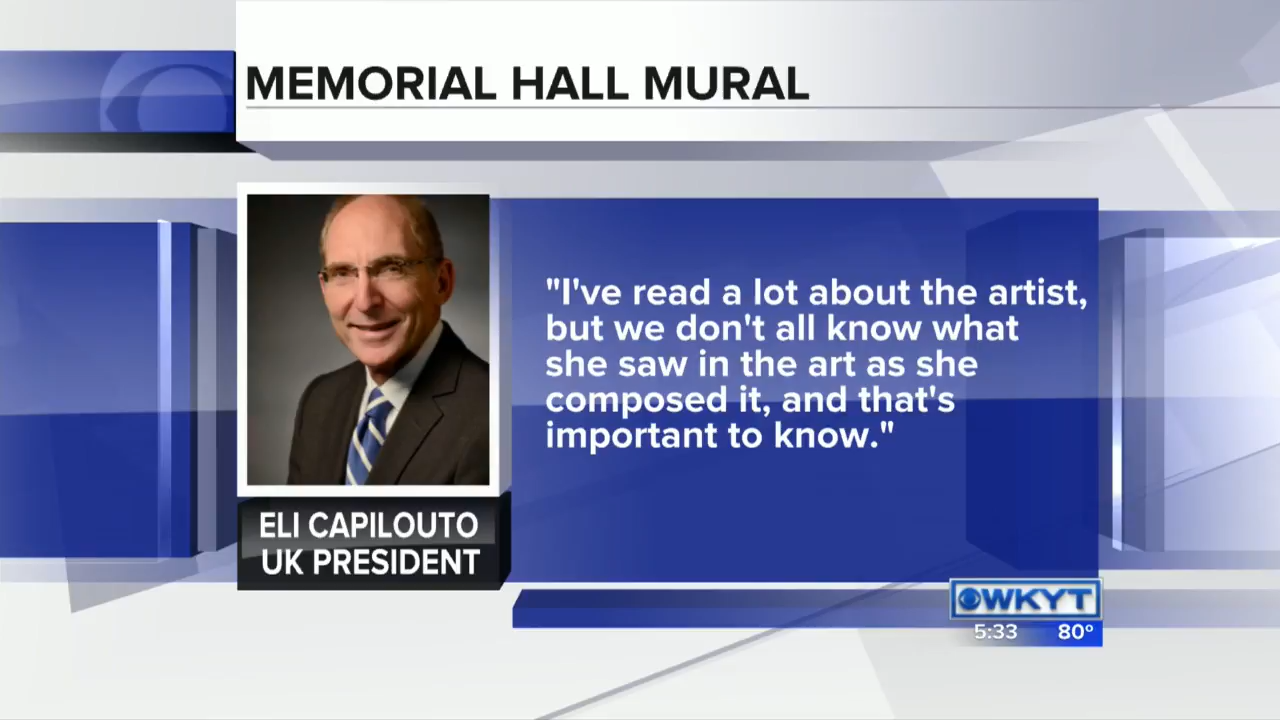 MEMORIAL HALL MURAL
"I've read a lot about the artist,
but we don't all know what
she saw in the art as she
composed it, and that's
important to know."
ELI CAPILOUTO
UK PRESIDENT
WKYT
5:33 80°